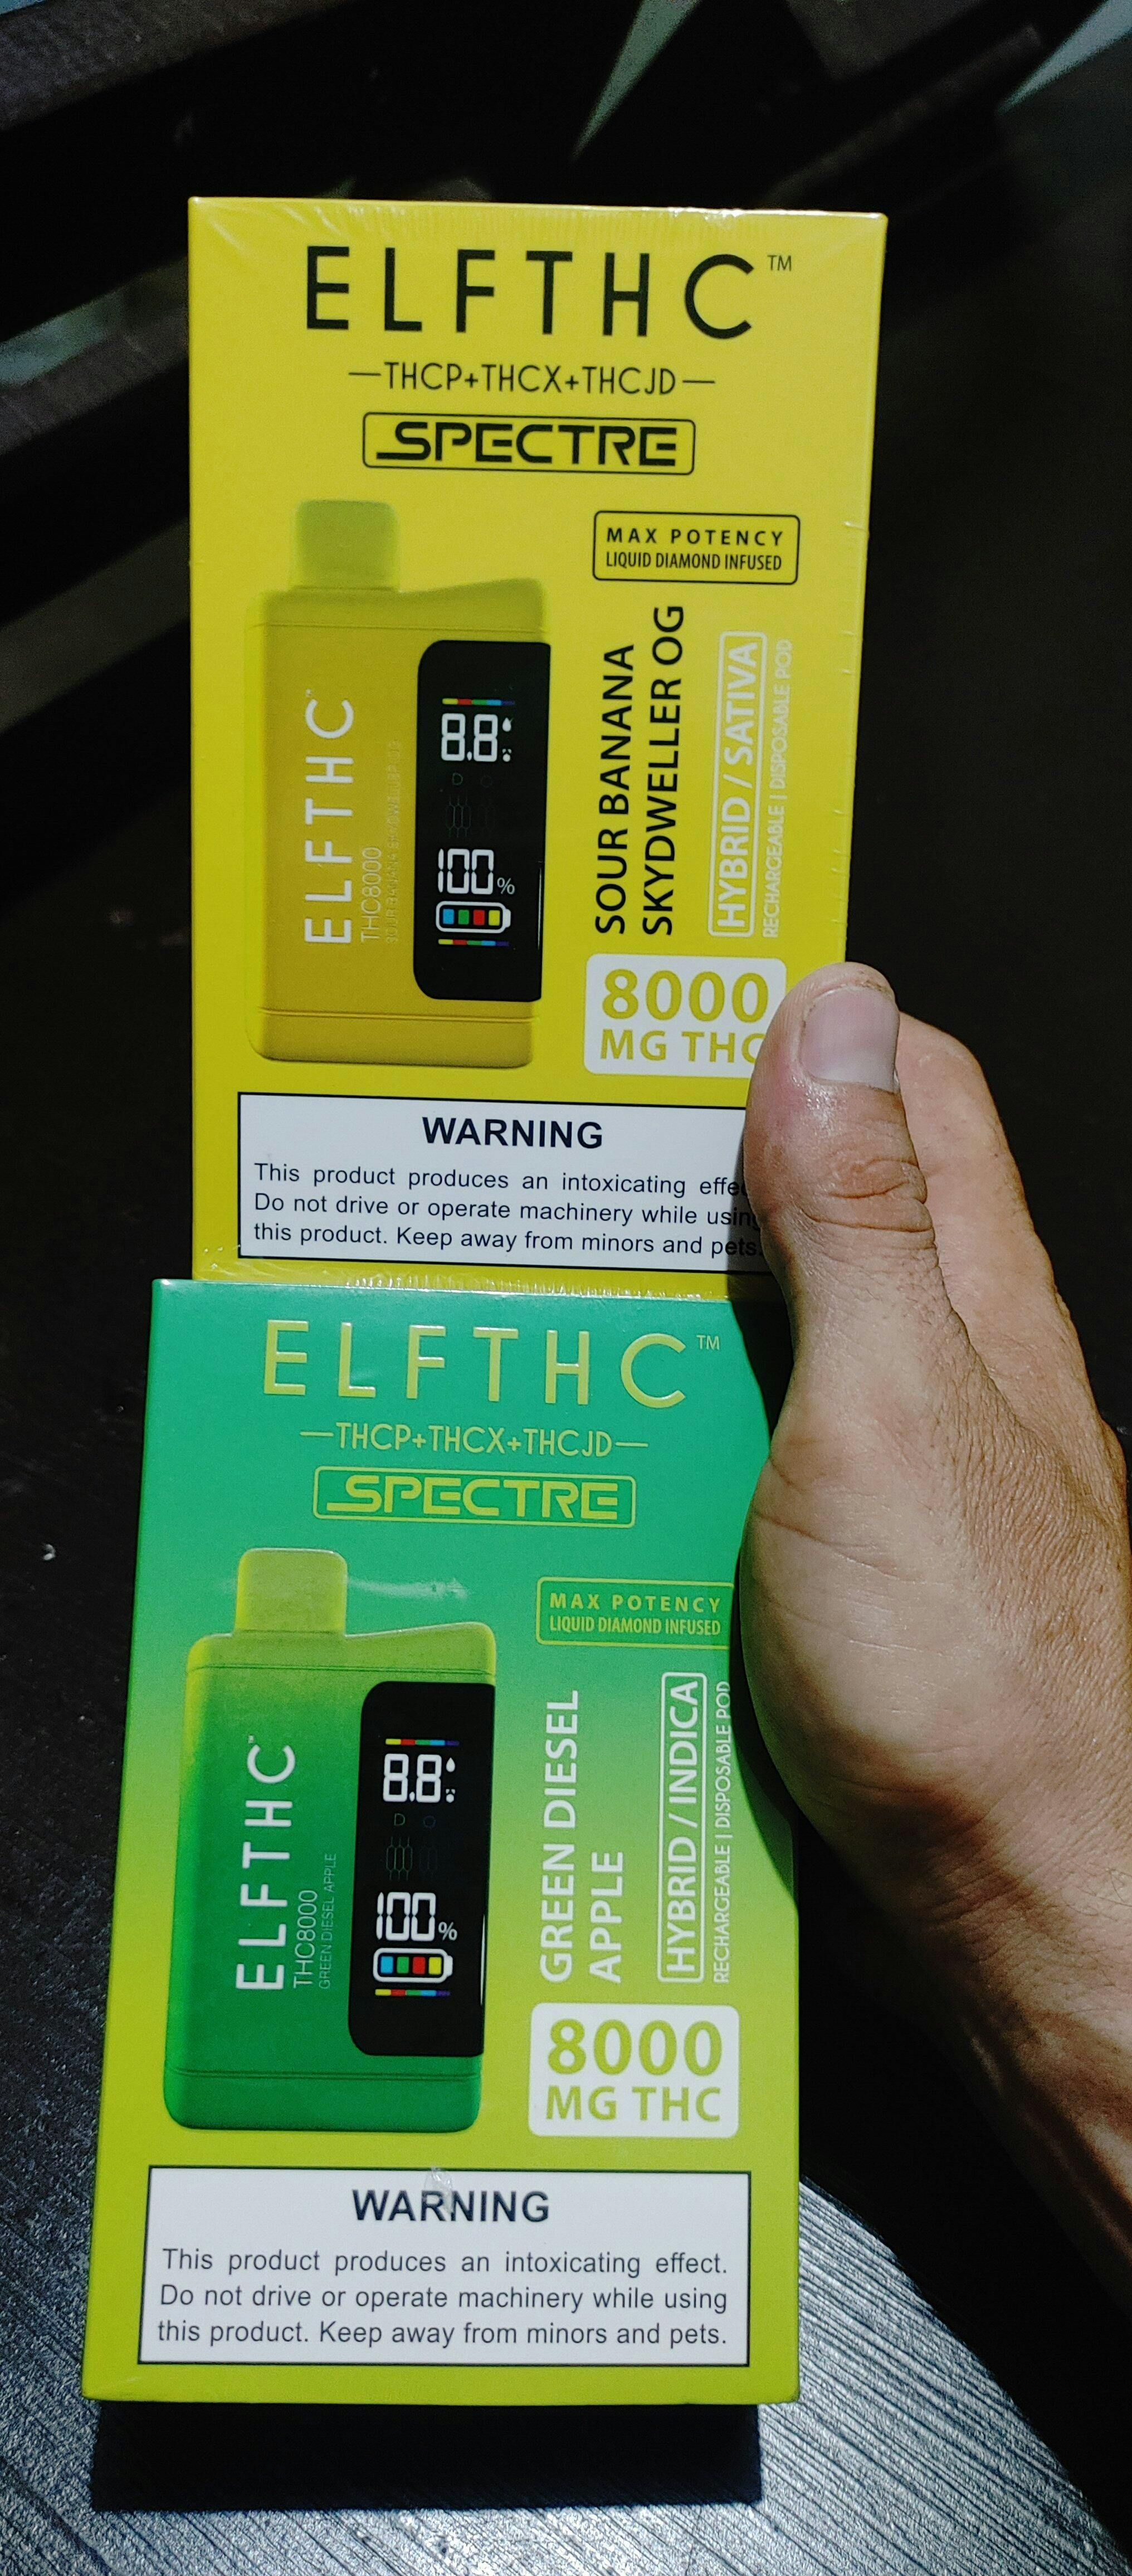 ELFTHC™
—THCP+THCX+THCJD—
SPECTRE
MAX POTENCY
LIQUID DIAMOND INFUSED
SOUR BANANA
SKYDWELLER OG
HYBRID / SATIVA
RECHARGEABLE | DISPOSABLE POD
ELFTHC™
THC8000
8.8
100%
8000
MG THC
WARNING
This product produces an intoxicating
Do not drive or operate machinery while using
this product. Keep away from minors and pets.
ELFTHC™
—THCP+THCX+THCJD—
SPECTRE
MAX POTENCY
LIQUID DIAMOND INFUSED
GREEN DIESEL
APPLE
HYBRID / INDICA
RECHARGEABLE | DISPOSABLE POD
ELFTHC™
THC8000
GREEN DIESEL APPLE
8.8
100%
8000
MG THC
WARNING
This product produces an intoxicating effect.
Do not drive or operate machinery while using
this product. Keep away from minors and pets.